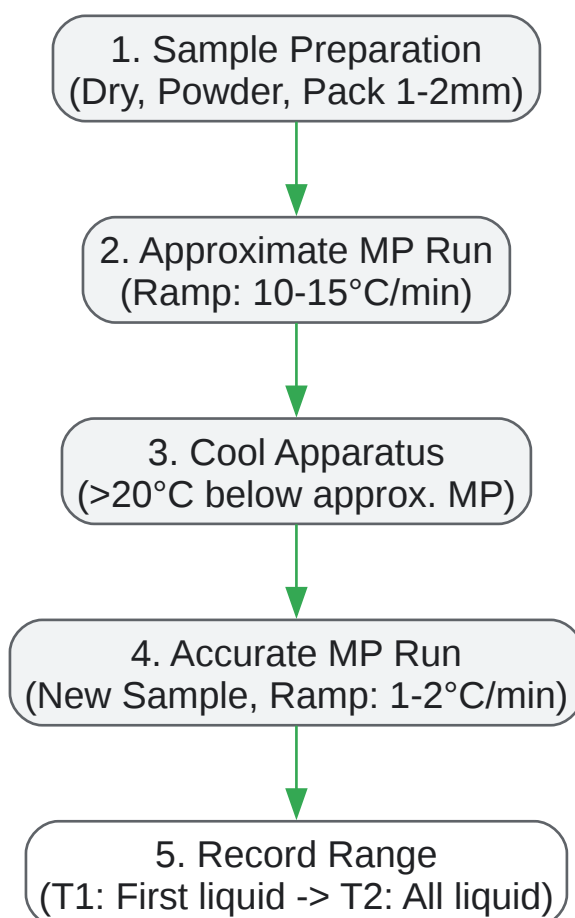 1. Sample Preparation
(Dry, Powder, Pack 1-2mm)
2. Approximate MP Run
(Ramp: 10-15°C/min)
3. Cool Apparatus
(>20°C below approx. MP)
4. Accurate MP Run
(New Sample, Ramp: 1-2°C/min)
5. Record Range
(T1: First liquid -> T2: All liquid)